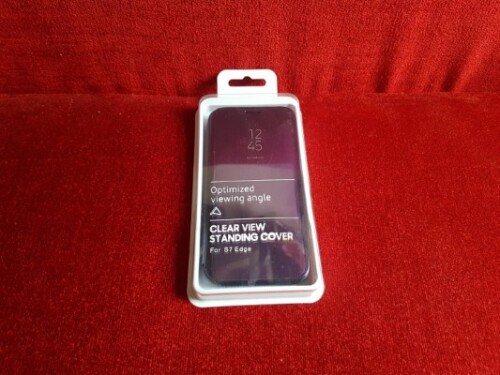 12
45
Optimized
viewing angle
CLEAR VIEW
STANDING COVER
For S7 Edge